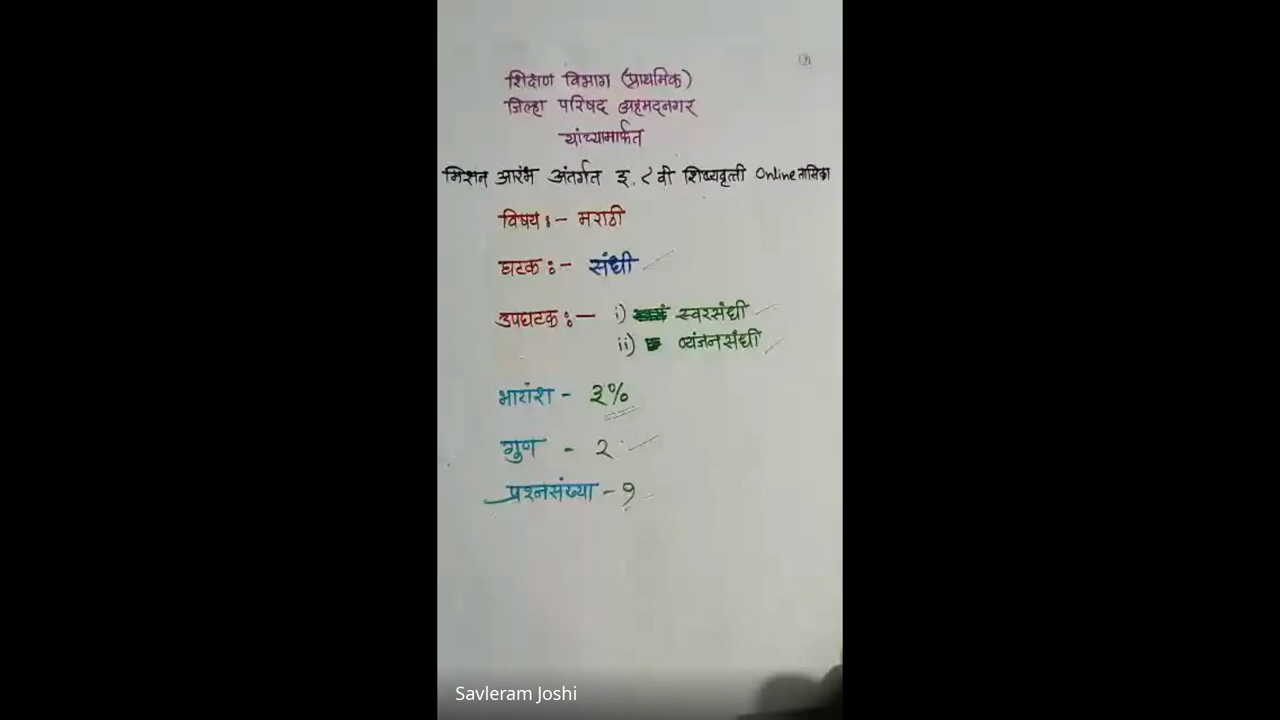 शिक्षण विभाग (प्राथमिक)
जिल्हा परिषद अहमदनगर
यांच्यामार्फत
मिशन आरंभ अंतर्गत इ. ८ वी शिष्यवृत्ती Online तासिका
विषय :- मराठी
घटक :- संधी
उपघटक :- i) स्वरसंधी
ii) व्यंजनसंधी
भारांश - ३%
गुण - २
प्रश्नसंख्या - १
Savleram Joshi